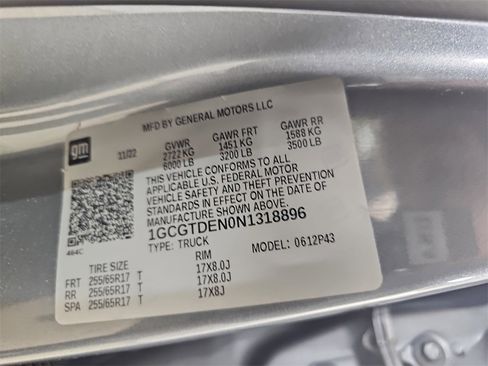 MFD BY GENERAL MOTORS LLC
gm
11/22 GVWR GAWR FRT GAWR RR
2722 KG 1451 KG 1588 KG
6000 LB 3200 LB 3500 LB
THIS VEHICLE CONFORMS TO ALL
APPLICABLE U.S. FEDERAL MOTOR
VEHICLE SAFETY AND THEFT PREVENTION
STANDARDS IN EFFECT ON THE DATE OF
MANUFACTURE SHOWN ABOVE.
1GCGTDEN0N1318896
TYPE: TRUCK MODEL: 0612P43
464C
TIRE SIZE RIM
FRT 255/65R17 T 17X8.0J
RR 255/65R17 T 17X8.0J
SPA 255/65R17 T 17X8J